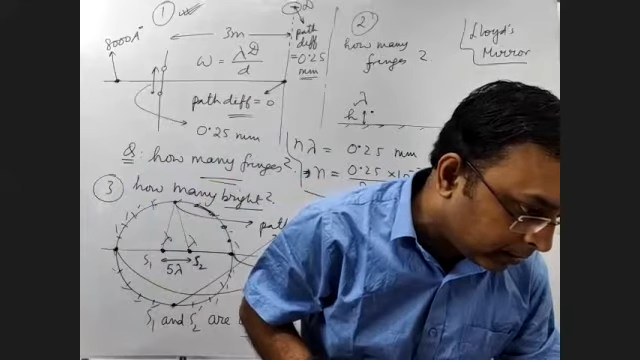 1
8000A°
3m
ω = λD/d
path diff = 0
0.25 mm
∞
path
diff
= 0.25
mm
Q: how many fringes?
2
how many
fringes ?
Lloyd's
Mirror
λ
h
nλ = 0.25 mm
n = 0.25 ×10
3
how many bright?
path
λ λ
S1 S2
5λ
S1 and S2 are